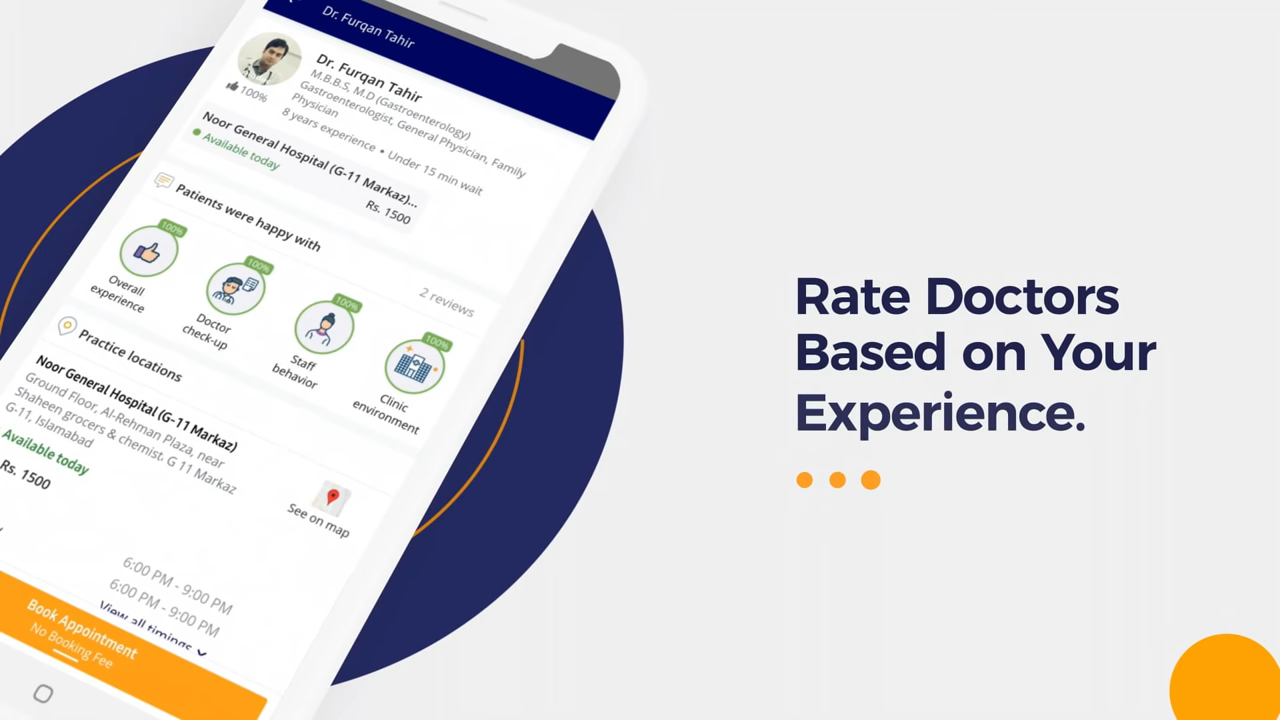 Dr. Furqan Tahir
Dr. Furqan Tahir
M.B.B.S, M.D (Gastroenterology)
Gastroenterologist, General Physician, Family
Physician
8 years experience • Under 15 min wait
100%
Noor General Hospital (G-11 Markaz)...
Available today
Rs. 1500
Patients were happy with
2 reviews
100%
100%
100%
100%
Overall
experience
Doctor
check-up
Staff
behavior
Clinic
environment
Practice locations
Noor General Hospital (G-11 Markaz)
Ground Floor, Al-Rehman Plaza, near
Shaheen grocers & chemist. G 11 Markaz
G-11, Islamabad
Available today
Rs. 1500
See on map
6:00 PM - 9:00 PM
6:00 PM - 9:00 PM
View all timings
Book Appointment
No Booking Fee
Rate Doctors
Based on Your
Experience.